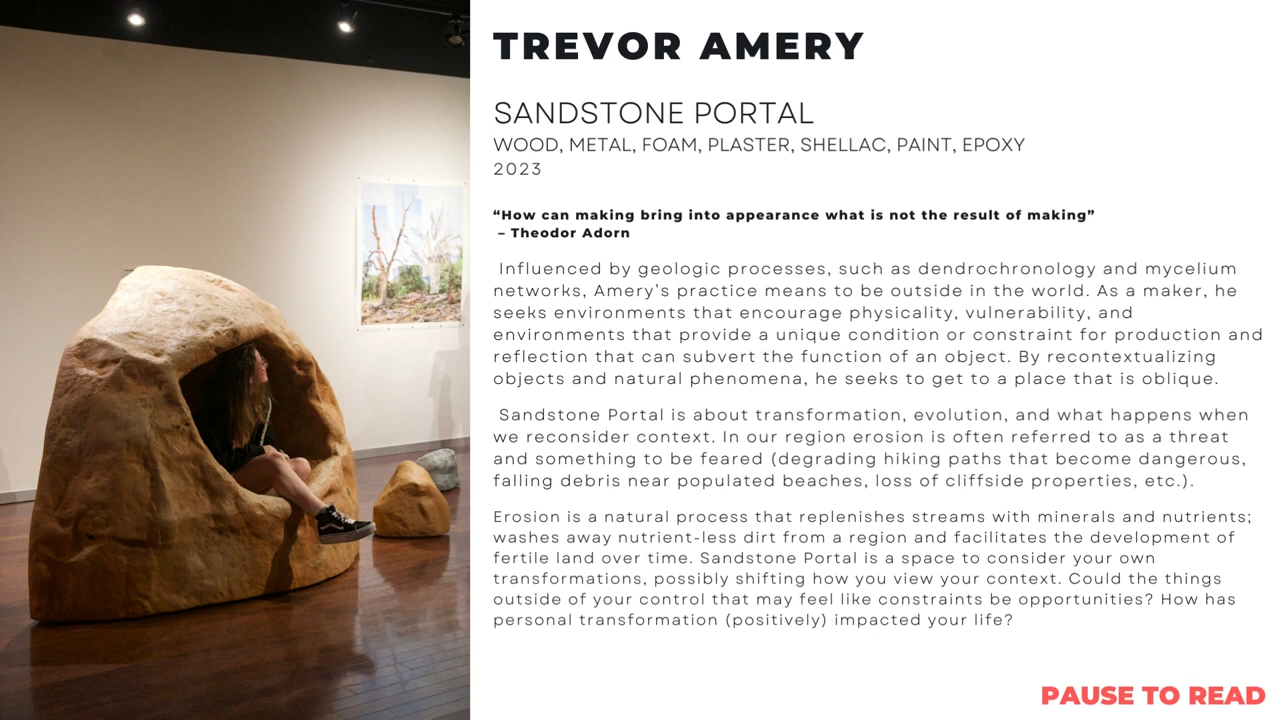 TREVOR AMERY
SANDSTONE PORTAL
WOOD, METAL, FOAM, PLASTER, SHELLAC, PAINT, EPOXY
2023
“How can making bring into appearance what is not the result of making”
– Theodor Adorn
Influenced by geologic processes, such as dendrochronology and mycelium
networks, Amery’s practice means to be outside in the world. As a maker, he
seeks environments that encourage physicality, vulnerability, and
environments that provide a unique condition or constraint for production and
reflection that can subvert the function of an object. By recontextualizing
objects and natural phenomena, he seeks to get to a place that is oblique.
Sandstone Portal is about transformation, evolution, and what happens when
we reconsider context. In our region erosion is often referred to as a threat
and something to be feared (degrading hiking paths that become dangerous,
falling debris near populated beaches, loss of cliffside properties, etc.).
Erosion is a natural process that replenishes streams with minerals and nutrients;
washes away nutrient-less dirt from a region and facilitates the development of
fertile land over time. Sandstone Portal is a space to consider your own
transformations, possibly shifting how you view your context. Could the things
outside of your control that may feel like constraints be opportunities? How has
personal transformation (positively) impacted your life?
PAUSE TO READ